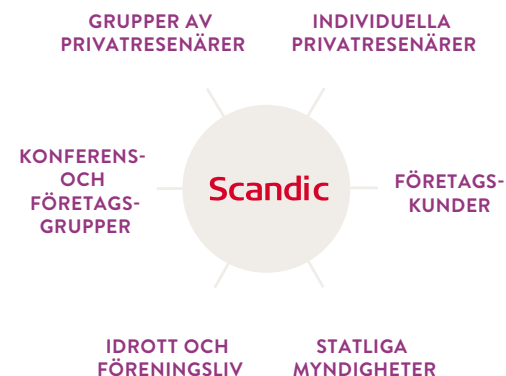 GRUPPER AV
PRIVATRESENÄRER
INDIVIDUELLA
PRIVATRESENÄRER
KONFERENS-
OCH
FÖRETAGS-
GRUPPER
Scandic
FÖRETAGS-
KUNDER
IDROTT OCH
FÖRENINGSLIV
STATLIGA
MYNDIGHETER